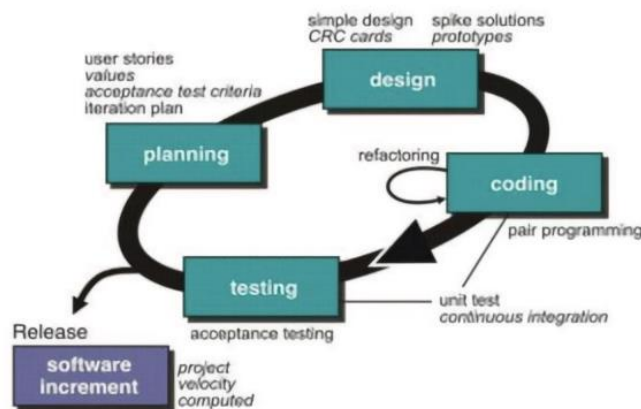 simple design
CRC cards
spike solutions
prototypes
design
user stories
values
acceptance test criteria
iteration plan
planning
refactoring
coding
pair programming
testing
acceptance testing
unit test
continuous integration
Release
software
increment
project
velocity
computed